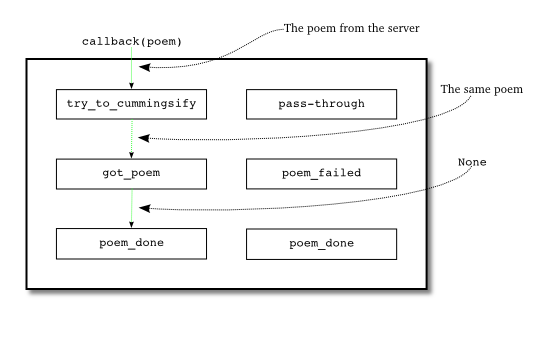 The poem from the server
callback(poem)
The same poem
try_to_cummingsify
pass-through
got_poem
poem_failed
None
poem_done
poem_done